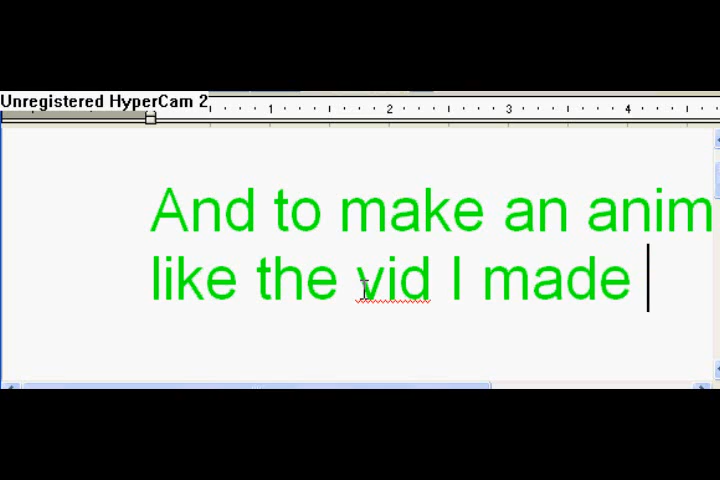 Unregistered HyperCam 2
1 2 3 4
And to make an anim
like the vid I made